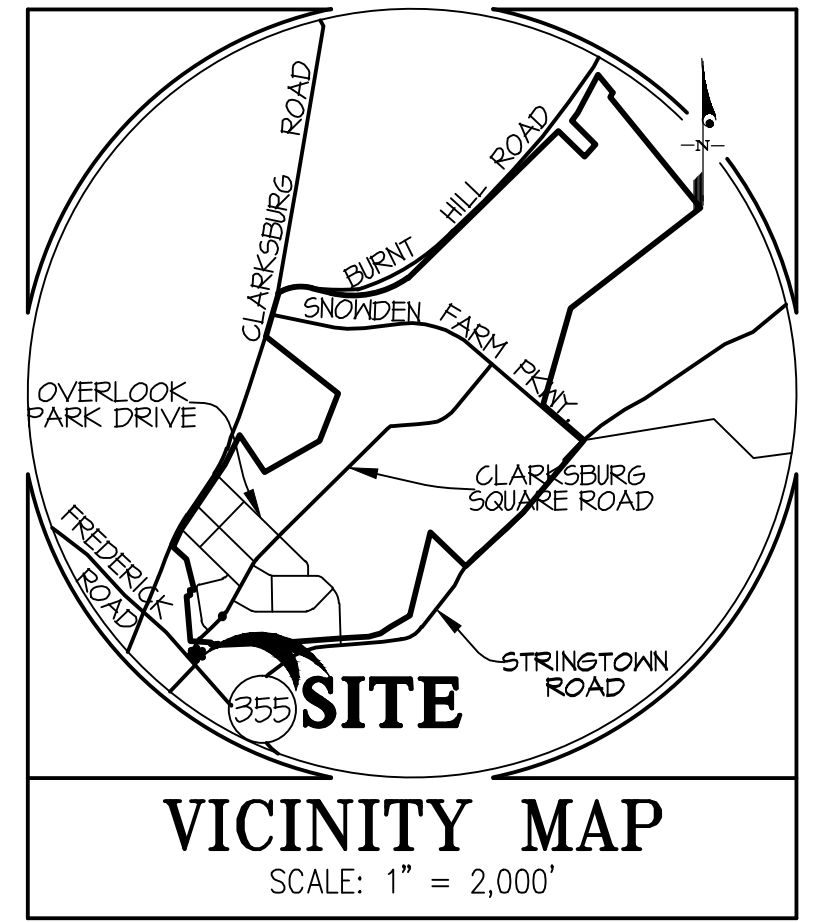 CLARKSBURG ROAD
BURNT HILL ROAD
-N-
SNOWDEN FARM PKWY.
OVERLOOK
PARK DRIVE
CLARKSBURG
SQUARE ROAD
FREDERICK
ROAD
STRINGTOWN
ROAD
355
SITE
VICINITY MAP
SCALE: 1" = 2,000'